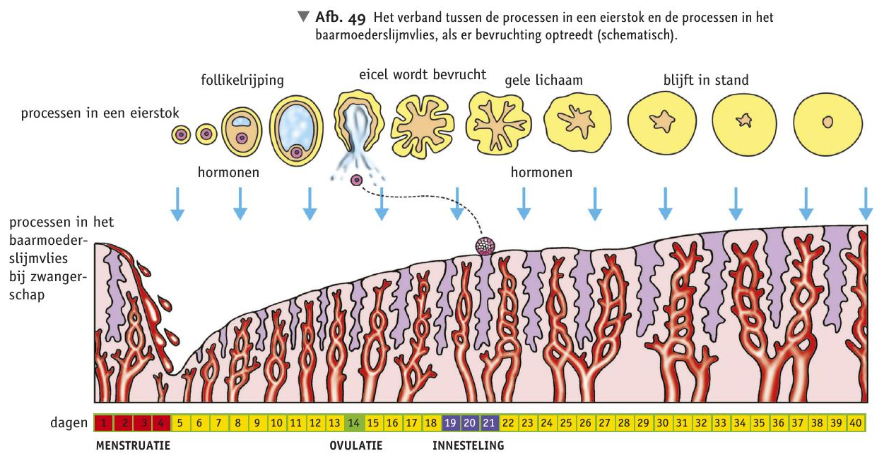 ▼ Afb. 49 Het verband tussen de processen in een eierstok en de processen in het
baarmoederslijmvlies, als er bevruchting optreedt (schematisch).
follikelrijping
eicel wordt bevrucht
gele lichaam
blijft in stand
processen in een eierstok
hormonen
hormonen
processen in het
baarmoeder-
slijmvlies
bij zwanger-
schap
dagen 1 2 3 4 5 6 7 8 9 10 11 12 13 14 15 16 17 18 19 20 21 22 23 24 25 26 27 28 29 30 31 32 33 34 35 36 37 38 39 40
MENSTRUATIE OVULATIE INNESTELING